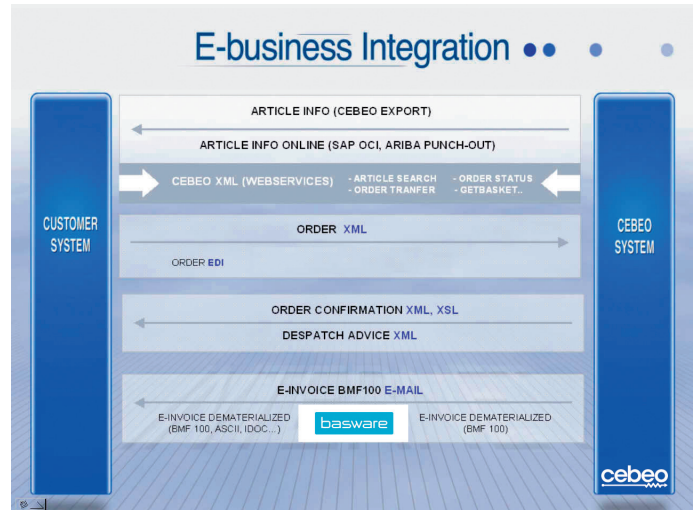 E-business Integration
ARTICLE INFO (CEBEO EXPORT)
ARTICLE INFO ONLINE (SAP OCI, ARIBA PUNCH-OUT)
CEBEO XML (WEBSERVICES)
- ARTICLE SEARCH
- ORDER TRANFER
- ORDER STATUS
- GETBASKET..
CUSTOMER
SYSTEM
CEBEO
SYSTEM
ORDER XML
ORDER EDI
ORDER CONFIRMATION XML, XSL
DESPATCH ADVICE XML
E-INVOICE BMF100 E-MAIL
E-INVOICE DEMATERIALIZED
(BMF 100, ASCII, IDOC...)
basware
E-INVOICE DEMATERIALIZED
(BMF 100)
cebeo